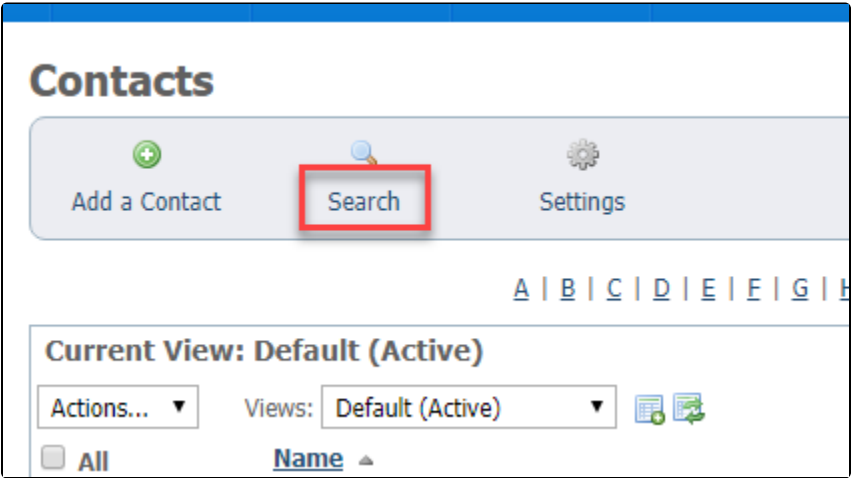 Contacts
Add a Contact Search Settings
A | B | C | D | E | F | G |
Current View: Default (Active)
Actions... Views: Default (Active)
All Name